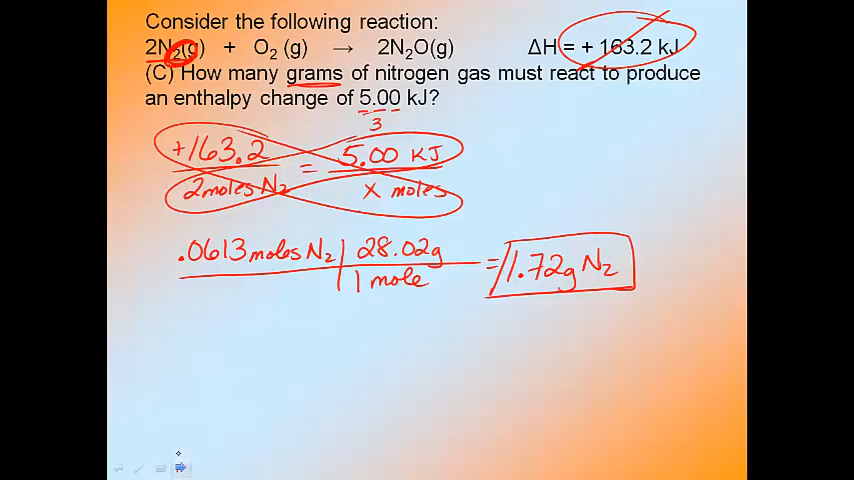 Consider the following reaction:
2N₂(g) + O₂ (g) → 2N₂O(g) ΔH = + 163.2 kJ
(C) How many grams of nitrogen gas must react to produce
an enthalpy change of 5.00 kJ?
3
+163.2 = 5.00 KJ
2moles N₂ x moles
.0613 moles N₂ | 28.02g = 1.72g N₂
1 mole